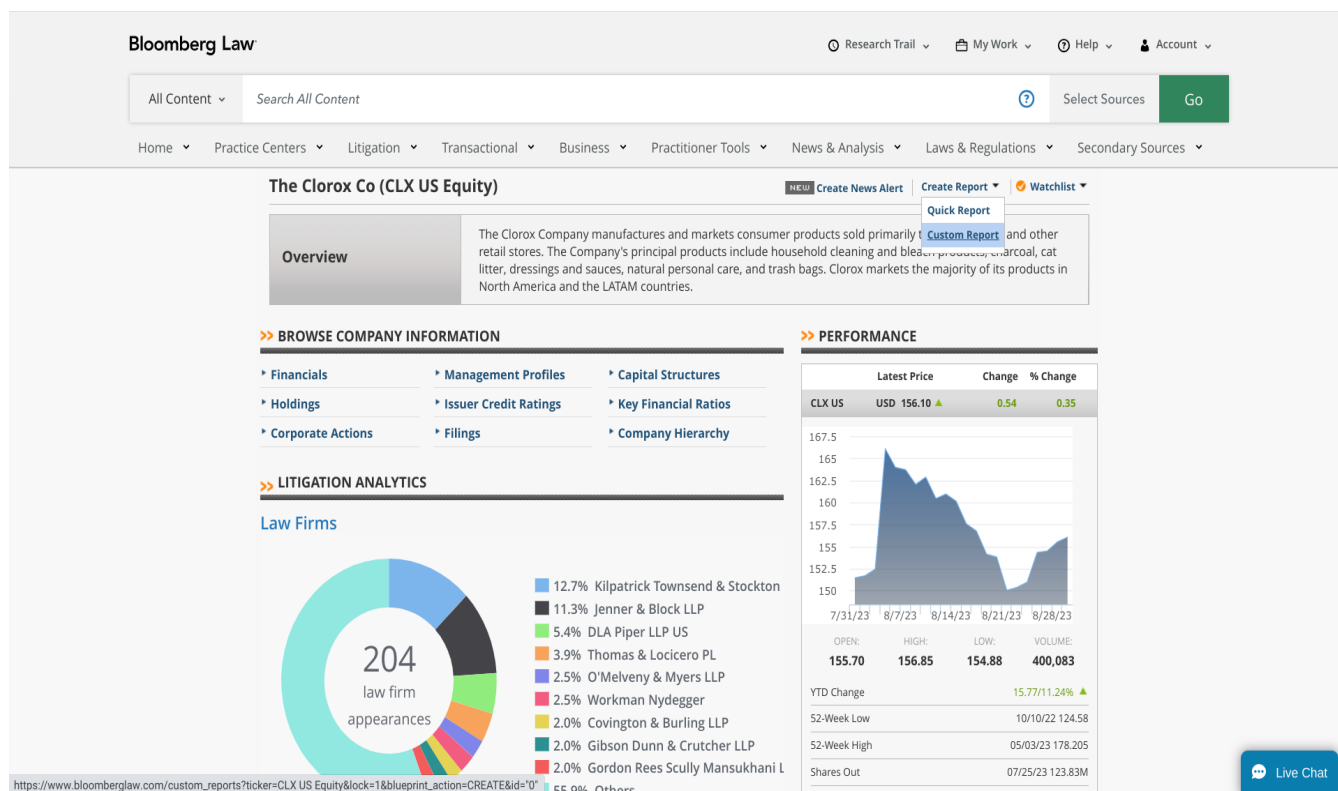 Bloomberg Law
Research Trail My Work Help Account
All Content Search All Content ? Select Sources Go
Home Practice Centers Litigation Transactional Business Practitioner Tools News & Analysis Laws & Regulations Secondary Sources
The Clorox Co (CLX US Equity)
NEW Create News Alert Create Report Watchlist
Quick Report
Custom Report
Overview
The Clorox Company manufactures and markets consumer products sold primarily and other
retail stores. The Company's principal products include household cleaning and bleach products, charcoal, cat
litter, dressings and sauces, natural personal care, and trash bags. Clorox markets the majority of its products in
North America and the LATAM countries.
BROWSE COMPANY INFORMATION
Financials Management Profiles Capital Structures
Holdings Issuer Credit Ratings Key Financial Ratios
Corporate Actions Filings Company Hierarchy
LITIGATION ANALYTICS
Law Firms
204
law firm
appearances
12.7% Kilpatrick Townsend & Stockton
11.3% Jenner & Block LLP
5.4% DLA Piper LLP US
3.9% Thomas & Locicero PL
2.5% O'Melveny & Myers LLP
2.5% Workman Nydegger
2.0% Covington & Burling LLP
2.0% Gibson Dunn & Crutcher LLP
2.0% Gordon Rees Scully Mansukhani L
55.9% Others
PERFORMANCE
Latest Price Change % Change
CLX US USD 156.10 0.54 0.35
167.5
165
162.5
160
157.5
155
152.5
150
7/31/23 8/7/23 8/14/23 8/21/23 8/28/23
OPEN: HIGH: LOW: VOLUME:
155.70 156.85 154.88 400,083
YTD Change 15.77/11.24%
52-Week Low 10/10/22 124.58
52-Week High 05/03/23 178.205
Shares Out 07/25/23 123.83M
Live Chat
https://www.bloomberglaw.com/custom_reports?ticker=CLX US Equity&lock=1&blueprint_action=CREATE&id="0"